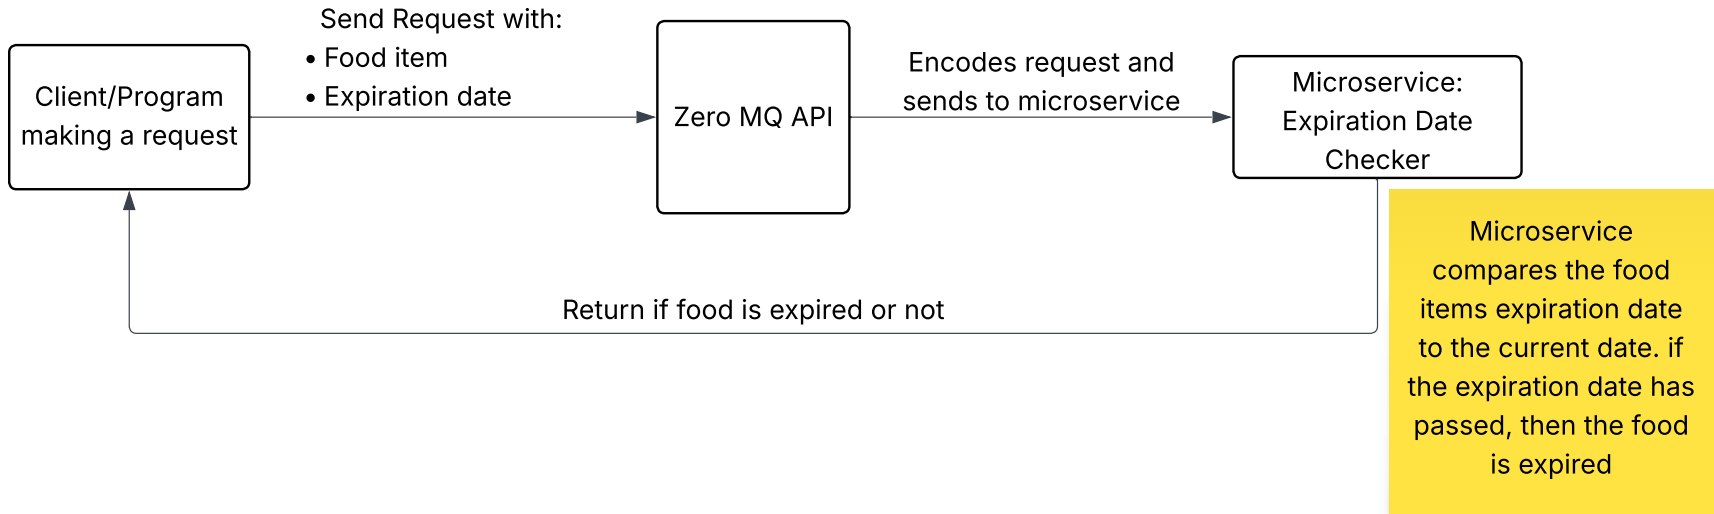 Client/Program
making a request
Send Request with:
• Food item
• Expiration date
Zero MQ API
Encodes request and
sends to microservice
Microservice:
Expiration Date
Checker
Return if food is expired or not
Microservice
compares the food
items expiration date
to the current date. if
the expiration date has
passed, then the food
is expired